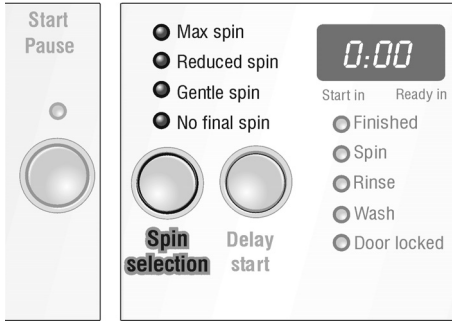 Start
Pause
Max spin
Reduced spin
Gentle spin
No final spin
Spin
selection
Delay
start
0:00
Start in Ready in
Finished
Spin
Rinse
Wash
Door locked